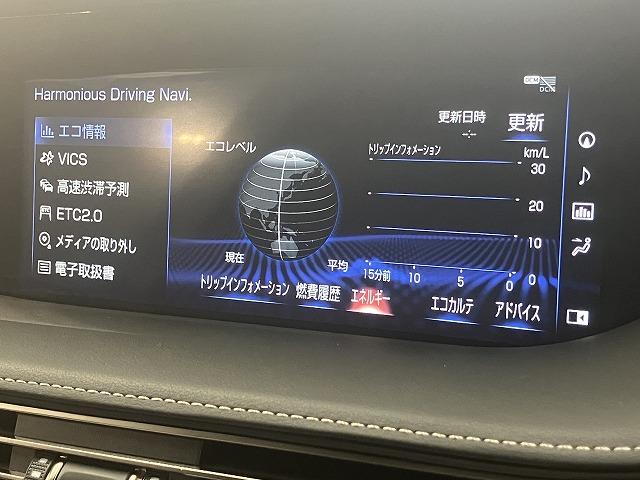 DCM
DCM
Harmonious Driving Navi.
更新日時
-:-
更新
エコ情報
VICS
高速渋滞予測
ETC2.0
メディアの取り外し
電子取扱書
エコレベル
トリップインフォメーション
km/L
30
20
10
0
現在
平均
15分前
10
5
0
トリップインフォメーション
燃費履歴
エネルギー
エコカルテ
アドバイス